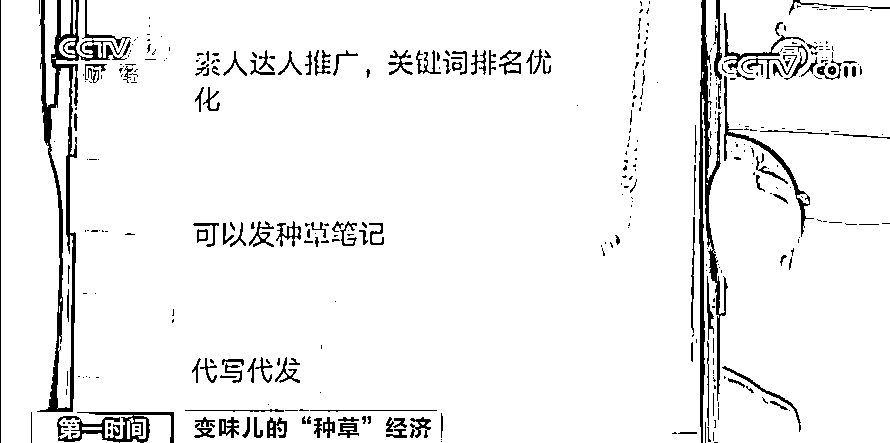 CCTV 2
财经
高清
CCTV.com
素人达人推广，关键词排名优
化
可以发种草笔记
代写代发
第一时间
变味儿的“种草”经济